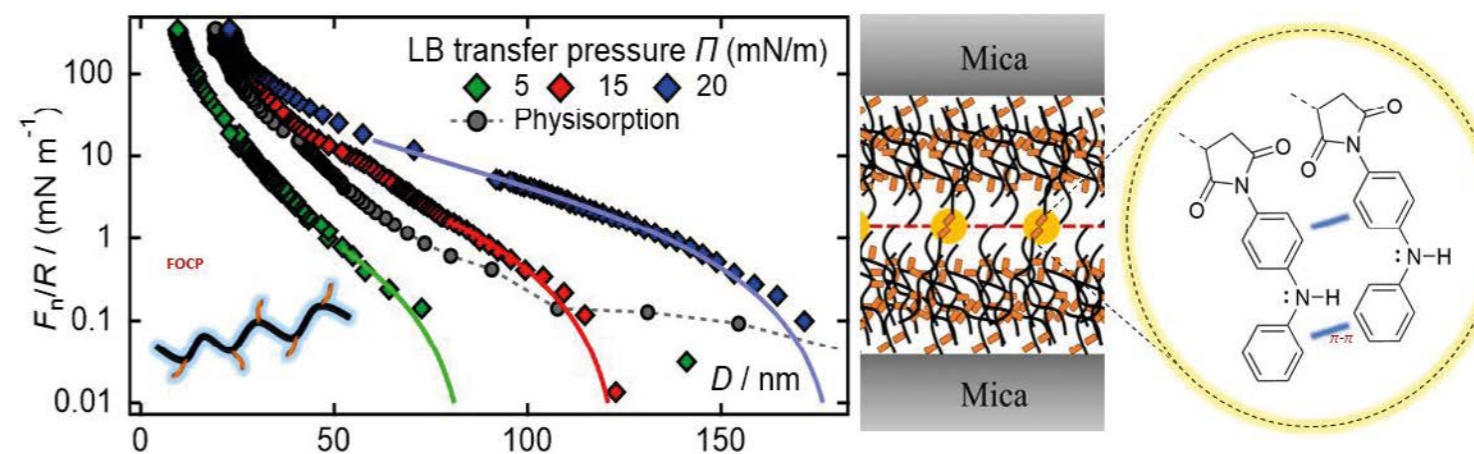 LB transfer pressure Π (mN/m)
5 15 20
Physisorption
Fn/R / (mN m⁻¹)
100
10
1
0.1
0.01
FOCP
D / nm
0 50 100 150
Mica
Mica
O
N
O
O
N
O
:N-H
:N-H
π-π